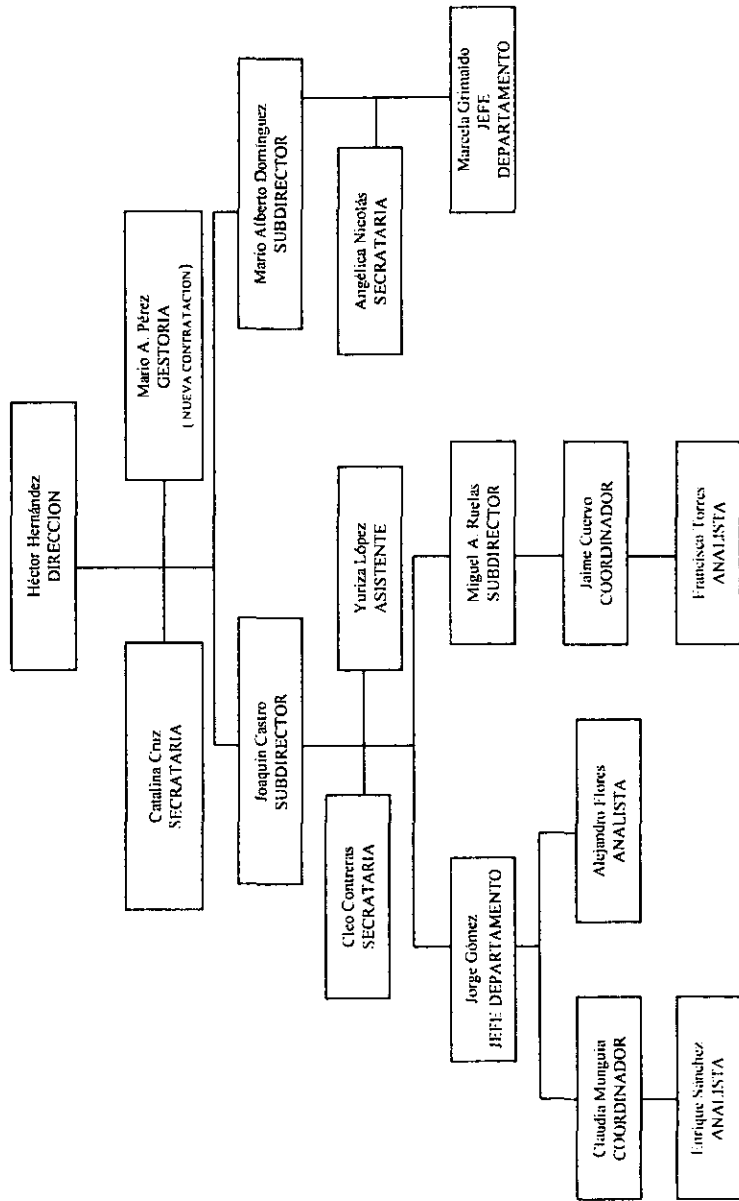 Héctor Hernández
DIRECCION
Catalina Cruz
SECRATARIA
Mario A. Pérez
GESTORIA
( NUEVA CONTRATACION )
Joaquín Castro
SUBDIRECTOR
Mario Alberto Domínguez
SUBDIRECTOR
Cleo Contreras
SECRATARIA
Yuriza López
ASISTENTE
Angélica Nicolás
SECRATARIA
Jorge Gómez
JEFE DEPARTAMENTO
Miguel A. Ruelas
SUBDIRECTOR
Marcela Grimaldo
JEFE
DEPARTAMENTO
Claudia Munguia
COORDINADOR
Alejandro Flores
ANALISTA
Jaime Cuervo
COORDINADOR
Enrique Sánchez
ANALISTA
Francisco Torres
ANALISTA